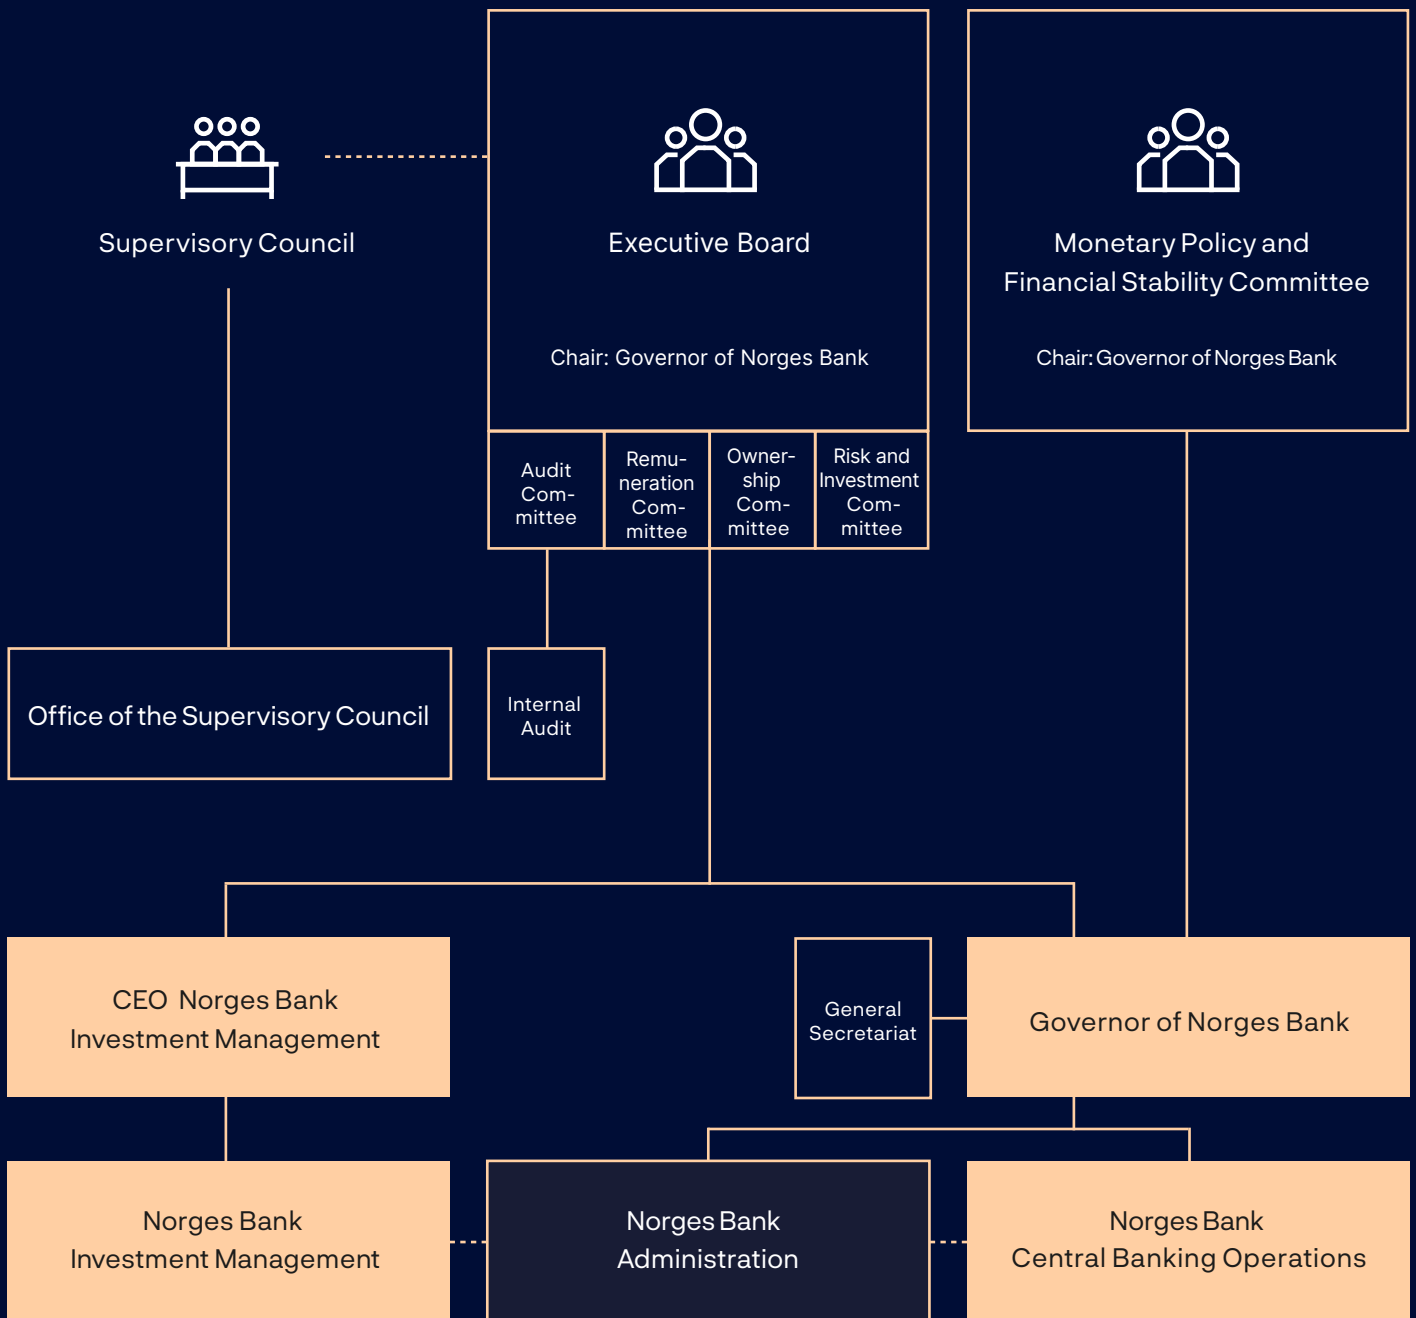 Supervisory Council
Executive Board
Monetary Policy and
Financial Stability Committee
Chair: Governor of Norges Bank
Chair: Governor of Norges Bank
Audit
Com-
mittee
Remu-
neration
Com-
mittee
Owner-
ship
Com-
mittee
Risk and
Investment
Com-
mittee
Office of the Supervisory Council
Internal
Audit
CEO Norges Bank
Investment Management
General
Secretariat
Governor of Norges Bank
Norges Bank
Investment Management
Norges Bank
Administration
Norges Bank
Central Banking Operations